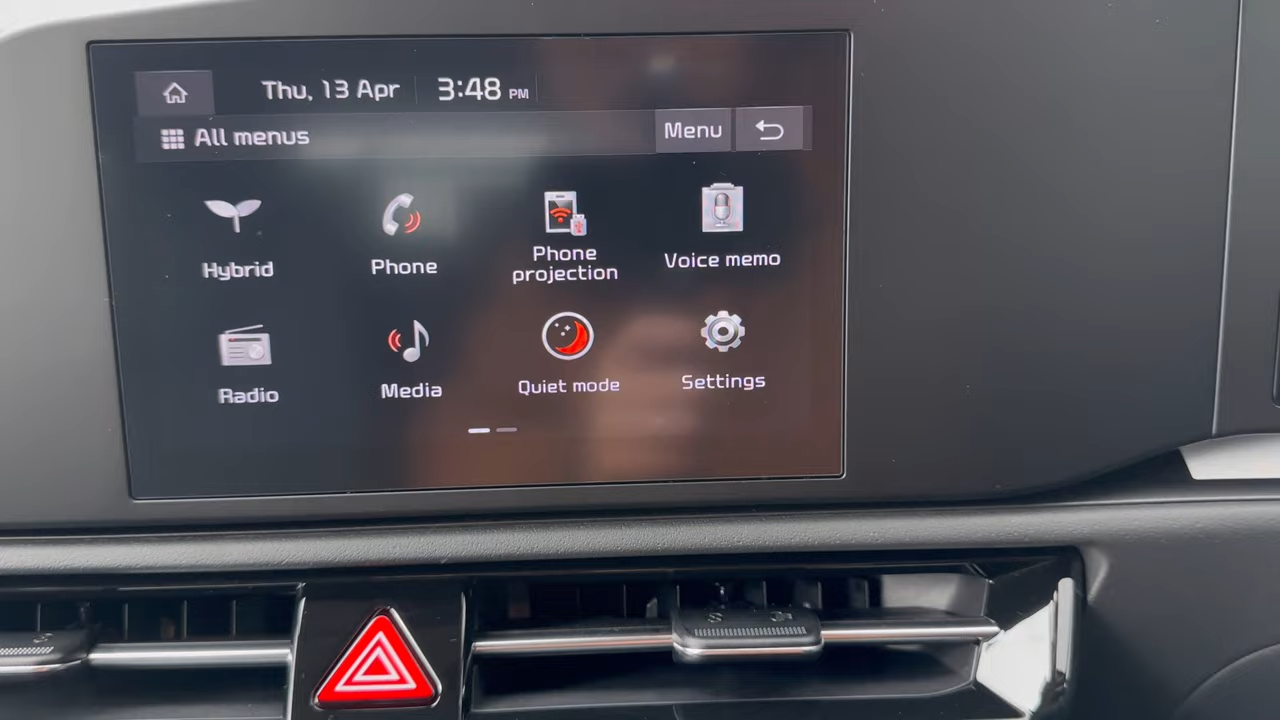 Thu, 13 Apr 3:48 PM
All menus Menu
Hybrid Phone Phone projection Voice memo
Radio Media Quiet mode Settings